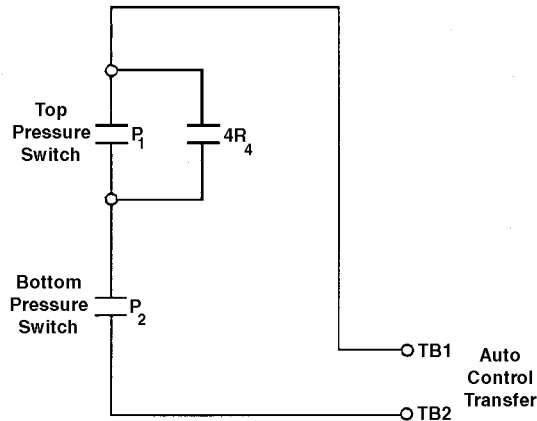 Top
Pressure
Switch
P1
4R4
Bottom
Pressure
Switch
P2
TB1
Auto
Control
Transfer
TB2